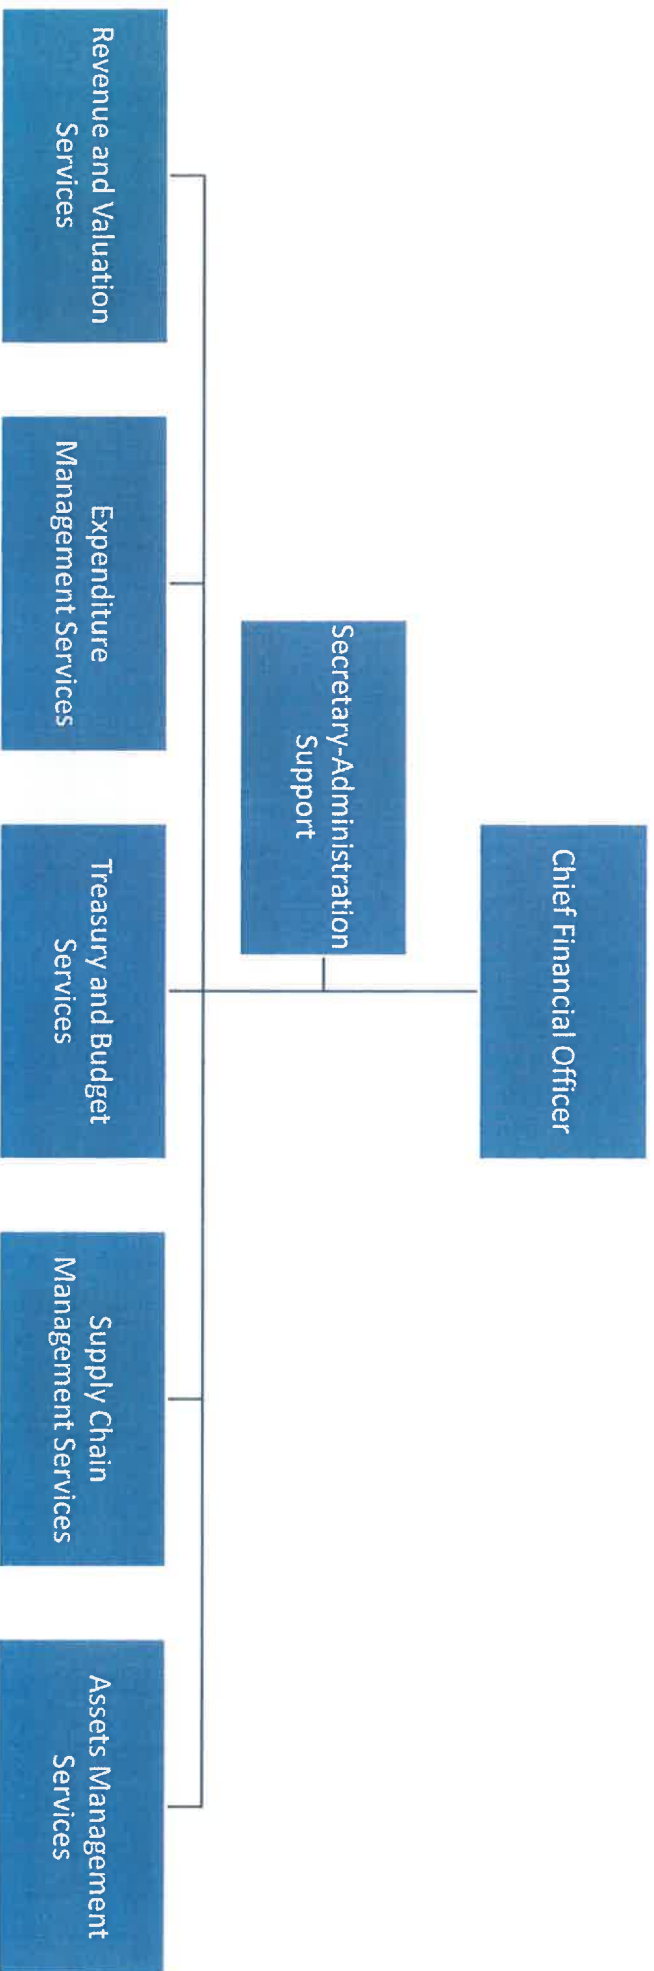 Chief Financial Officer
Secretary-Administration
Support
Revenue and Valuation
Services
Expenditure
Management Services
Treasury and Budget
Services
Supply Chain
Management Services
Assets Management
Services